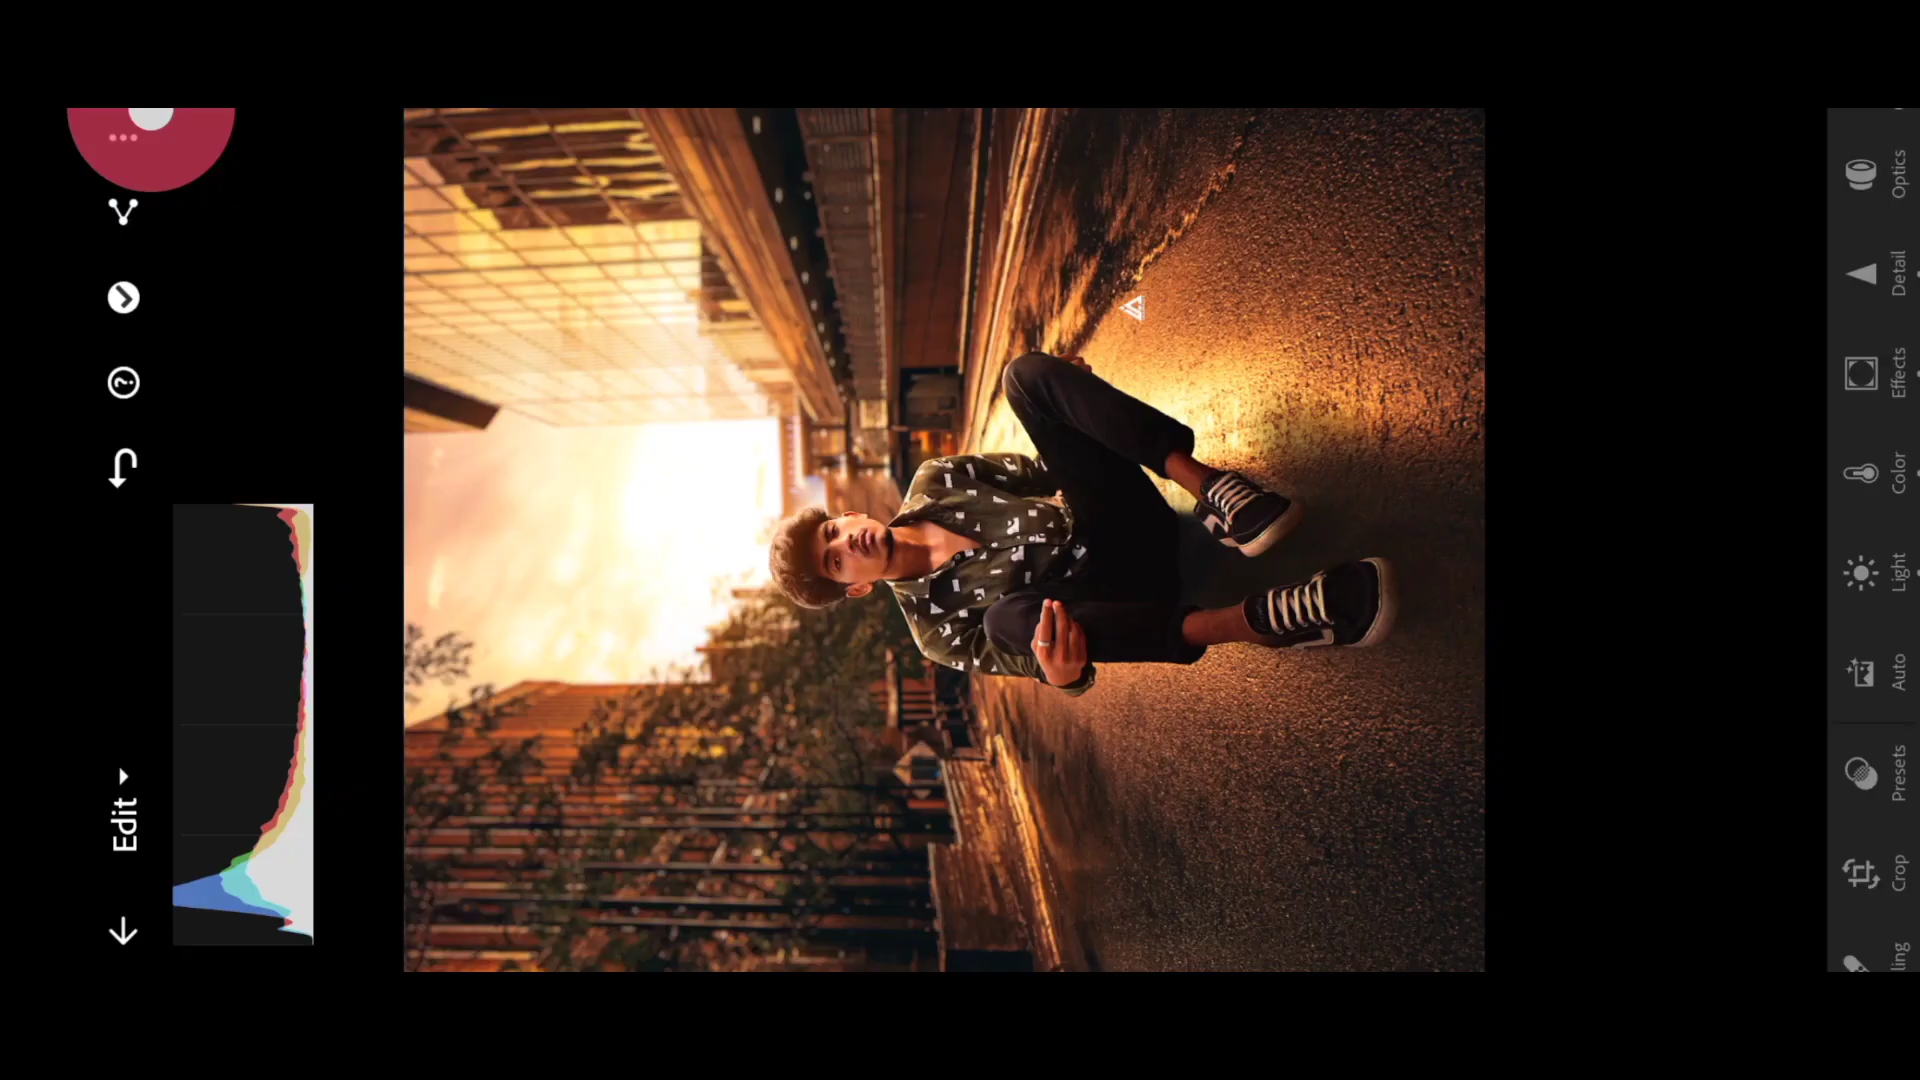 Edit
ling
Crop
Presets
Auto
Light
Color
Effects
Detail
Optics